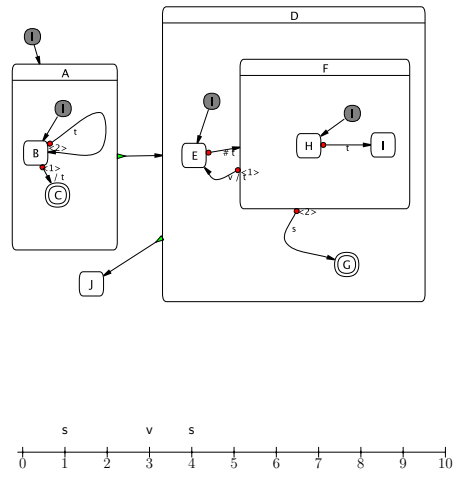 D
I
A
F
I
I
I
t
B
<2>
H
t
I
E
# t
<1>
v / t
<1>
/ t
C
<2>
s
G
J
s v s
0 1 2 3 4 5 6 7 8 9 10